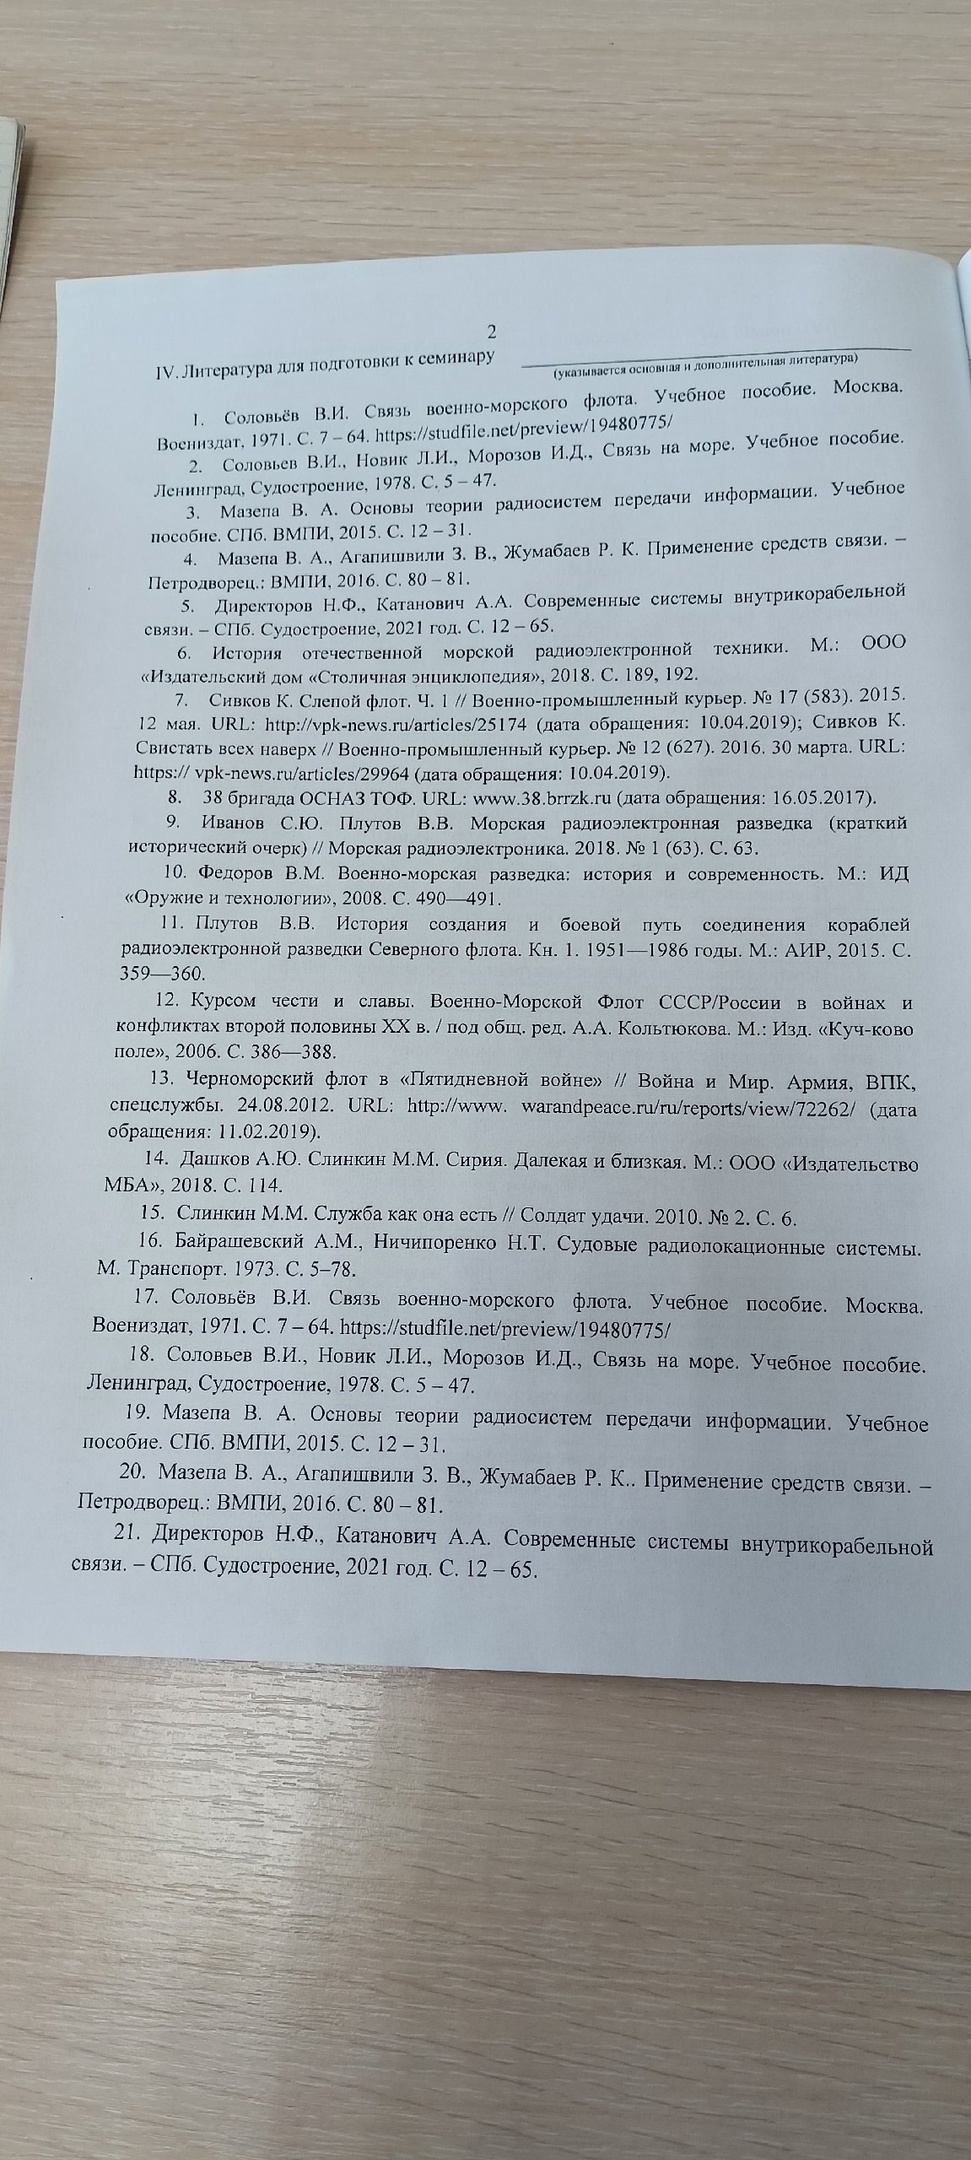 2
IV. Литература для подготовки к семинару
(указывается основная и дополнительная литература)
1. Соловьёв В.И. Связь военно-морского флота. Учебное пособие. Москва.
Воениздат, 1971. С. 7 – 64. https://studfile.net/preview/19480775/
2. Соловьев В.И., Новик Л.И., Морозов И.Д., Связь на море. Учебное пособие.
Ленинград, Судостроение, 1978. С. 5 – 47.
3. Мазепа В. А. Основы теории радиосистем передачи информации. Учебное
пособие. СПб. ВМПИ, 2015. С. 12 – 31.
4. Мазепа В. А., Агапишвили З. В., Жумабаев Р. К. Применение средств связи. –
Петродворец.: ВМПИ, 2016. С. 80 – 81.
5. Директоров Н.Ф., Катанович А.А. Современные системы внутрикорабельной
связи. – СПб. Судостроение, 2021 год. С. 12 – 65.
6. История отечественной морской радиоэлектронной техники. М.: ООО
«Издательский дом «Столичная энциклопедия», 2018. С. 189, 192.
7. Сивков К. Слепой флот. Ч. 1 // Военно-промышленный курьер. № 17 (583). 2015.
12 мая. URL: http://vpk-news.ru/articles/25174 (дата обращения: 10.04.2019); Сивков К.
Свистать всех наверх // Военно-промышленный курьер. № 12 (627). 2016. 30 марта. URL:
https:// vpk-news.ru/articles/29964 (дата обращения: 10.04.2019).
8. 38 бригада ОСНАЗ ТОФ. URL: www.38.brrzk.ru (дата обращения: 16.05.2017).
9. Иванов С.Ю. Плутов В.В. Морская радиоэлектронная разведка (краткий
исторический очерк) // Морская радиоэлектроника. 2018. № 1 (63). С. 63.
10. Федоров В.М. Военно-морская разведка: история и современность. М.: ИД
«Оружие и технологии», 2008. С. 490—491.
11. Плутов В.В. История создания и боевой путь соединения кораблей
радиоэлектронной разведки Северного флота. Кн. 1. 1951—1986 годы. М.: АИР, 2015. С.
359—360.
12. Курсом чести и славы. Военно-Морской Флот СССР/России в войнах и
конфликтах второй половины XX в. / под общ. ред. А.А. Кольтюкова. М.: Изд. «Куч-ково
поле», 2006. С. 386—388.
13. Черноморский флот в «Пятидневной войне» // Война и Мир. Армия, ВПК,
спецслужбы. 24.08.2012. URL: http://www. warandpeace.ru/ru/reports/view/72262/ (дата
обращения: 11.02.2019).
14. Дашков А.Ю. Слинкин М.М. Сирия. Далекая и близкая. М.: ООО «Издательство
МБА», 2018. С. 114.
15. Слинкин М.М. Служба как она есть // Солдат удачи. 2010. № 2. С. 6.
16. Байрашевский А.М., Ничипоренко Н.Т. Судовые радиолокационные системы.
М. Транспорт. 1973. С. 5–78.
17. Соловьёв В.И. Связь военно-морского флота. Учебное пособие. Москва.
Воениздат, 1971. С. 7 – 64. https://studfile.net/preview/19480775/
18. Соловьев В.И., Новик Л.И., Морозов И.Д., Связь на море. Учебное пособие.
Ленинград, Судостроение, 1978. С. 5 – 47.
19. Мазепа В. А. Основы теории радиосистем передачи информации. Учебное
пособие. СПб. ВМПИ, 2015. С. 12 – 31.
20. Мазепа В. А., Агапишвили З. В., Жумабаев Р. К.. Применение средств связи. –
Петродворец.: ВМПИ, 2016. С. 80 – 81.
21. Директоров Н.Ф., Катанович А.А. Современные системы внутрикорабельной
связи. – СПб. Судостроение, 2021 год. С. 12 – 65.